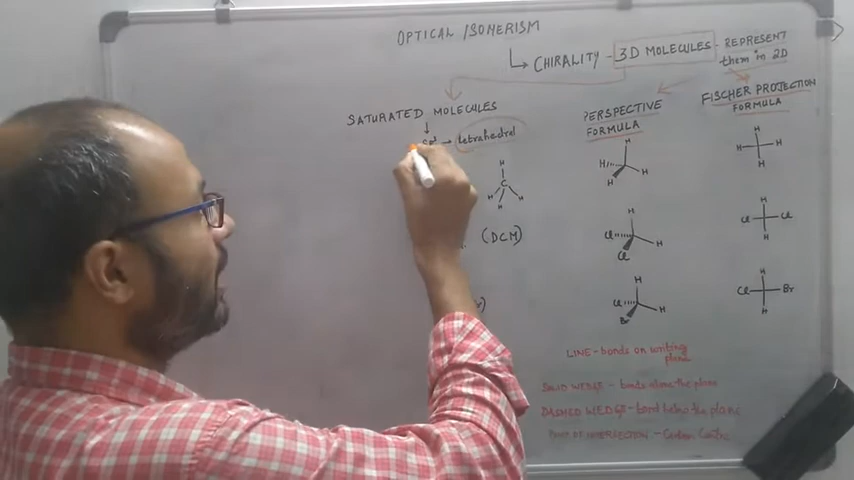 OPTICAL ISOMERISM
CHIRALITY - 3D MOLECULES - REPRESENT
them in 2D
SATURATED MOLECULES
tetrahedral
PERSPECTIVE
FORMULA
FISCHER PROJECTION
FORMULA
H
C
H H
H
H
H H
H
H
H H
H
(DCM)
H
Cl H
Cl
H
Cl Cl
H
H
Cl H
Br
H
Cl Br
H
LINE - bonds on writing
plane
SOLID WEDGE - bonds above the plane
DASHED WEDGE - bond below the plane
POINT OF INTERSECTION - Carbon Centre